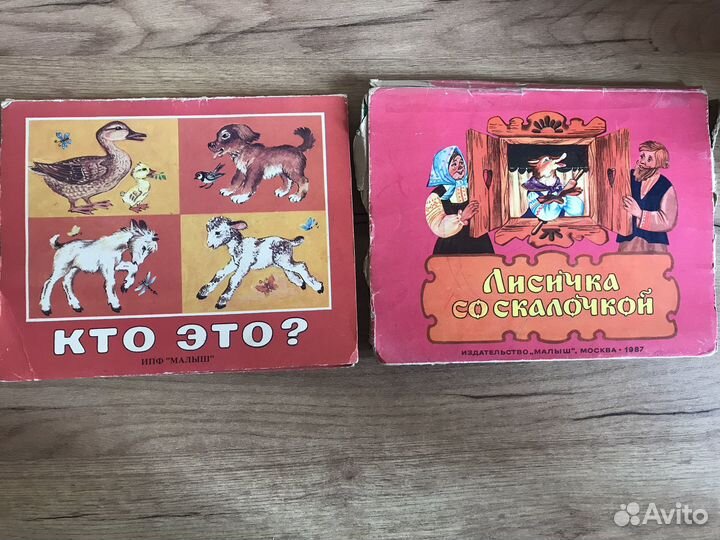 КТО ЭТО?
ИПФ "МАЛЫШ"
Лисичка
со скалочкой
ИЗДАТЕЛЬСТВО „МАЛЫШ", МОСКВА · 1987
Avito